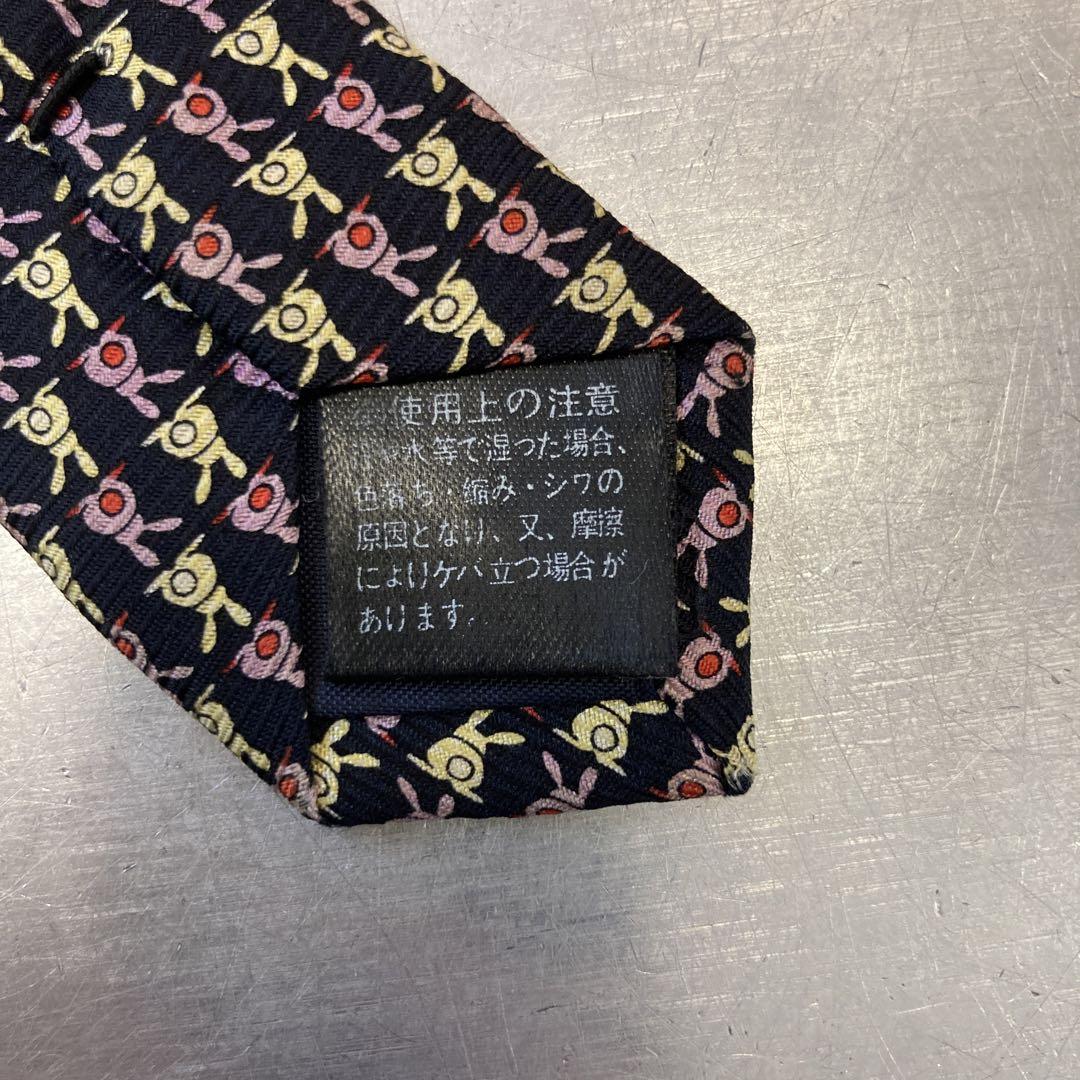 使用上の注意
水等で湿った場合、
色落ち・縮み・シワの
原因となり、又、摩擦
によりケバ立つ場合が
あります.